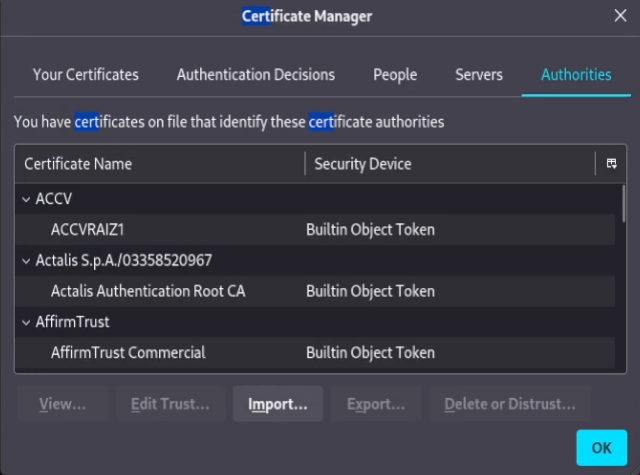 Certificate Manager
Your Certificates Authentication Decisions People Servers Authorities
You have certificates on file that identify these certificate authorities
Certificate Name Security Device
ACCV
ACCVRAIZ1 Builtin Object Token
Actalis S.p.A./03358520967
Actalis Authentication Root CA Builtin Object Token
AffirmTrust
AffirmTrust Commercial Builtin Object Token
View... Edit Trust... Import... Export... Delete or Distrust...
OK